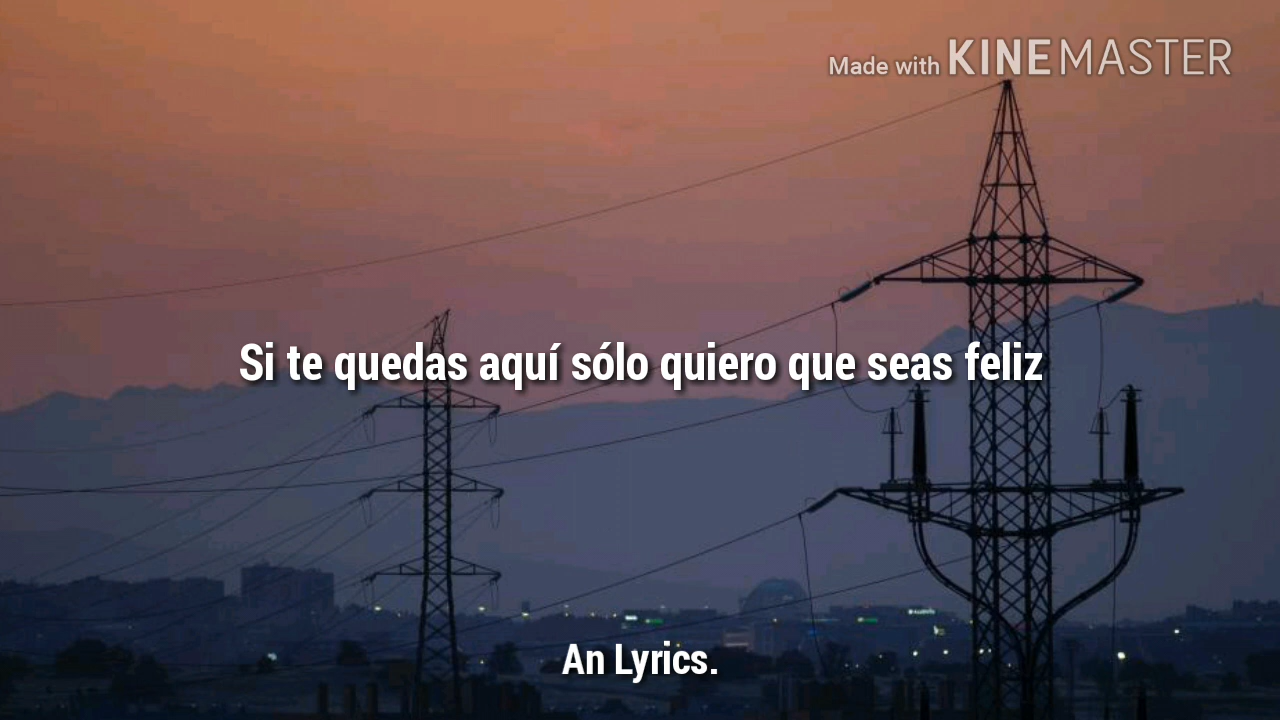 Made with KINEMASTER
Si te quedas aquí sólo quiero que seas feliz
An Lyrics.